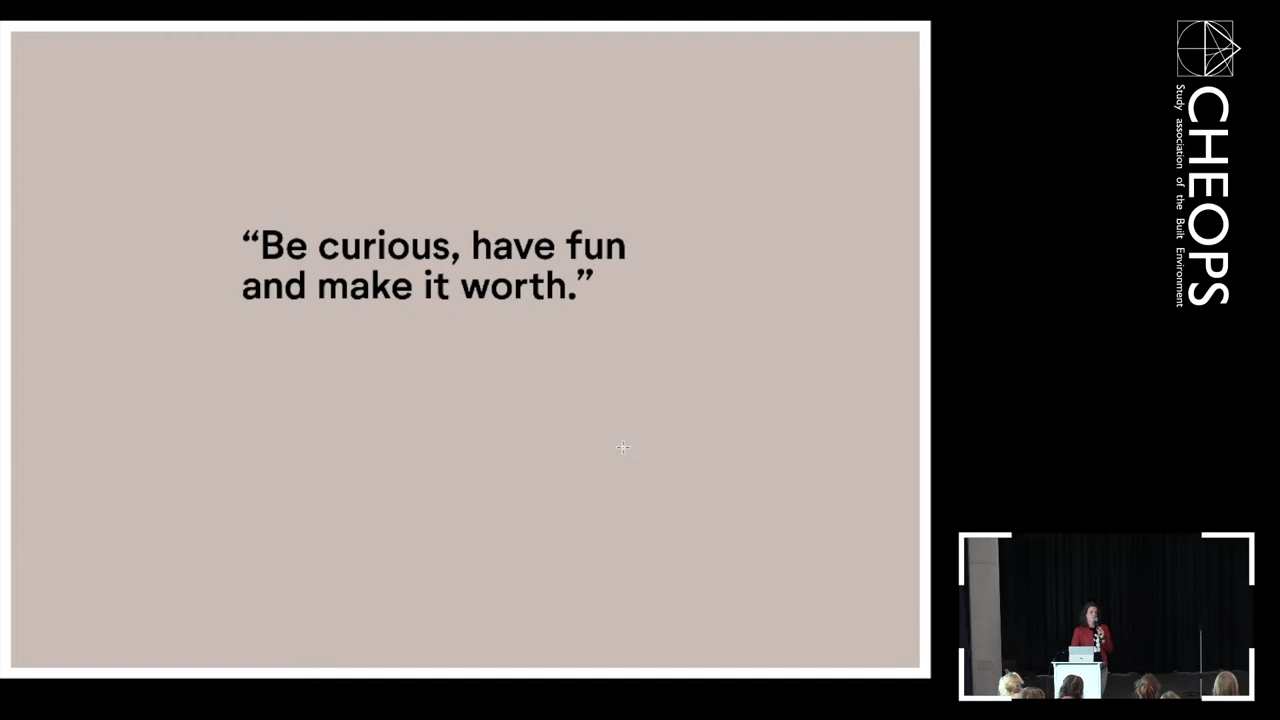 “Be curious, have fun
and make it worth.”
CHEOPS
Study association of the Built Environment